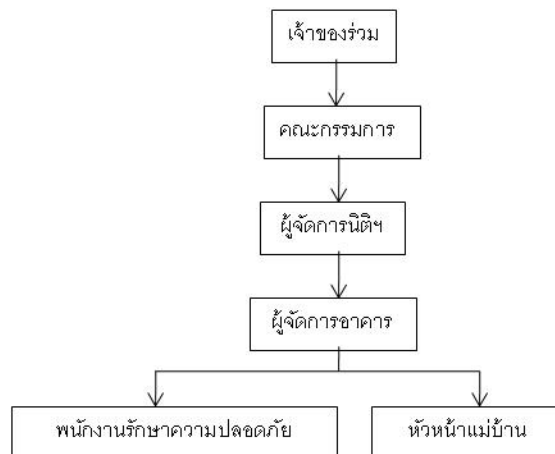 เจ้าของร่วม
คณะกรรมการ
ผู้จัดการนิติฯ
ผู้จัดการอาคาร
พนักงานรักษาความปลอดภัย
หัวหน้าแม่บ้าน